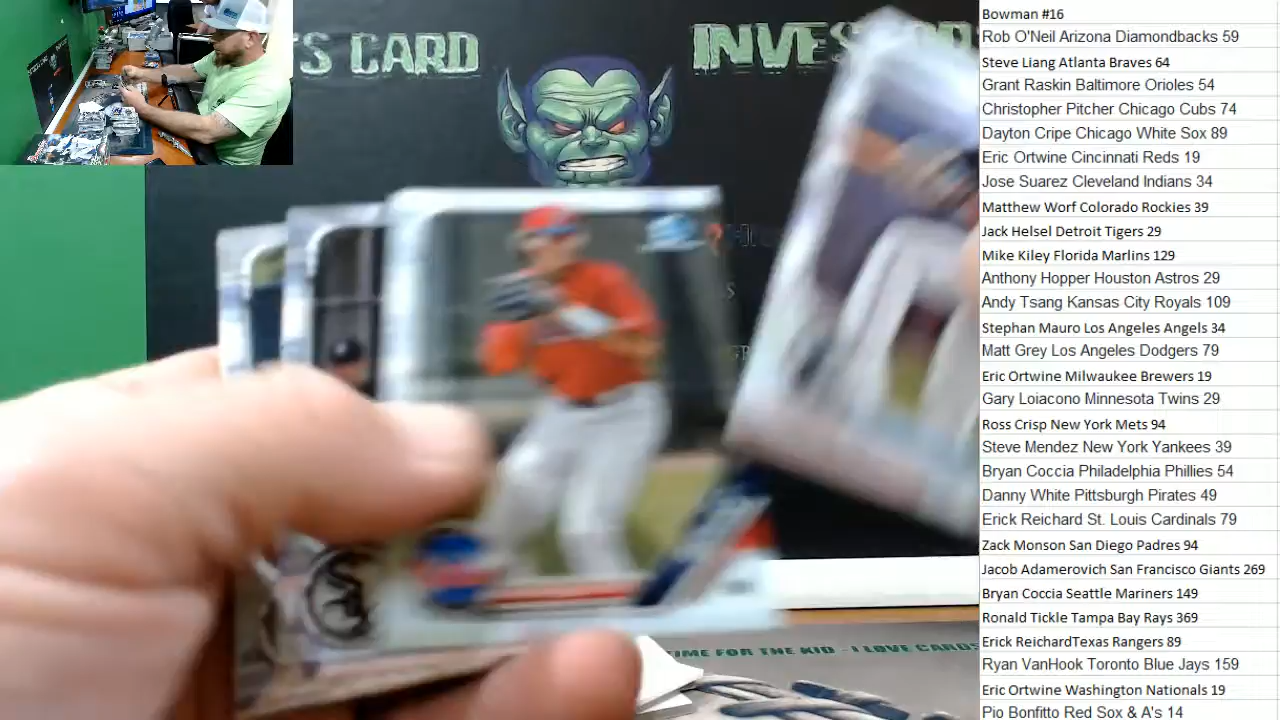 S CARD
INVESTORS
TIME FOR THE KID - I LOVE CARDS
Bowman #16
Rob O'Neil Arizona Diamondbacks 59
Steve Liang Atlanta Braves 64
Grant Raskin Baltimore Orioles 54
Christopher Pitcher Chicago Cubs 74
Dayton Cripe Chicago White Sox 89
Eric Ortwine Cincinnati Reds 19
Jose Suarez Cleveland Indians 34
Matthew Worf Colorado Rockies 39
Jack Helsel Detroit Tigers 29
Mike Kiley Florida Marlins 129
Anthony Hopper Houston Astros 29
Andy Tsang Kansas City Royals 109
Stephan Mauro Los Angeles Angels 34
Matt Grey Los Angeles Dodgers 79
Eric Ortwine Milwaukee Brewers 19
Gary Loiacono Minnesota Twins 29
Ross Crisp New York Mets 94
Steve Mendez New York Yankees 39
Bryan Coccia Philadelphia Phillies 54
Danny White Pittsburgh Pirates 49
Erick Reichard St. Louis Cardinals 79
Zack Monson San Diego Padres 94
Jacob Adamerovich San Francisco Giants 269
Bryan Coccia Seattle Mariners 149
Ronald Tickle Tampa Bay Rays 369
Erick ReichardTexas Rangers 89
Ryan VanHook Toronto Blue Jays 159
Eric Ortwine Washington Nationals 19
Pio Bonfitto Red Sox & A's 14